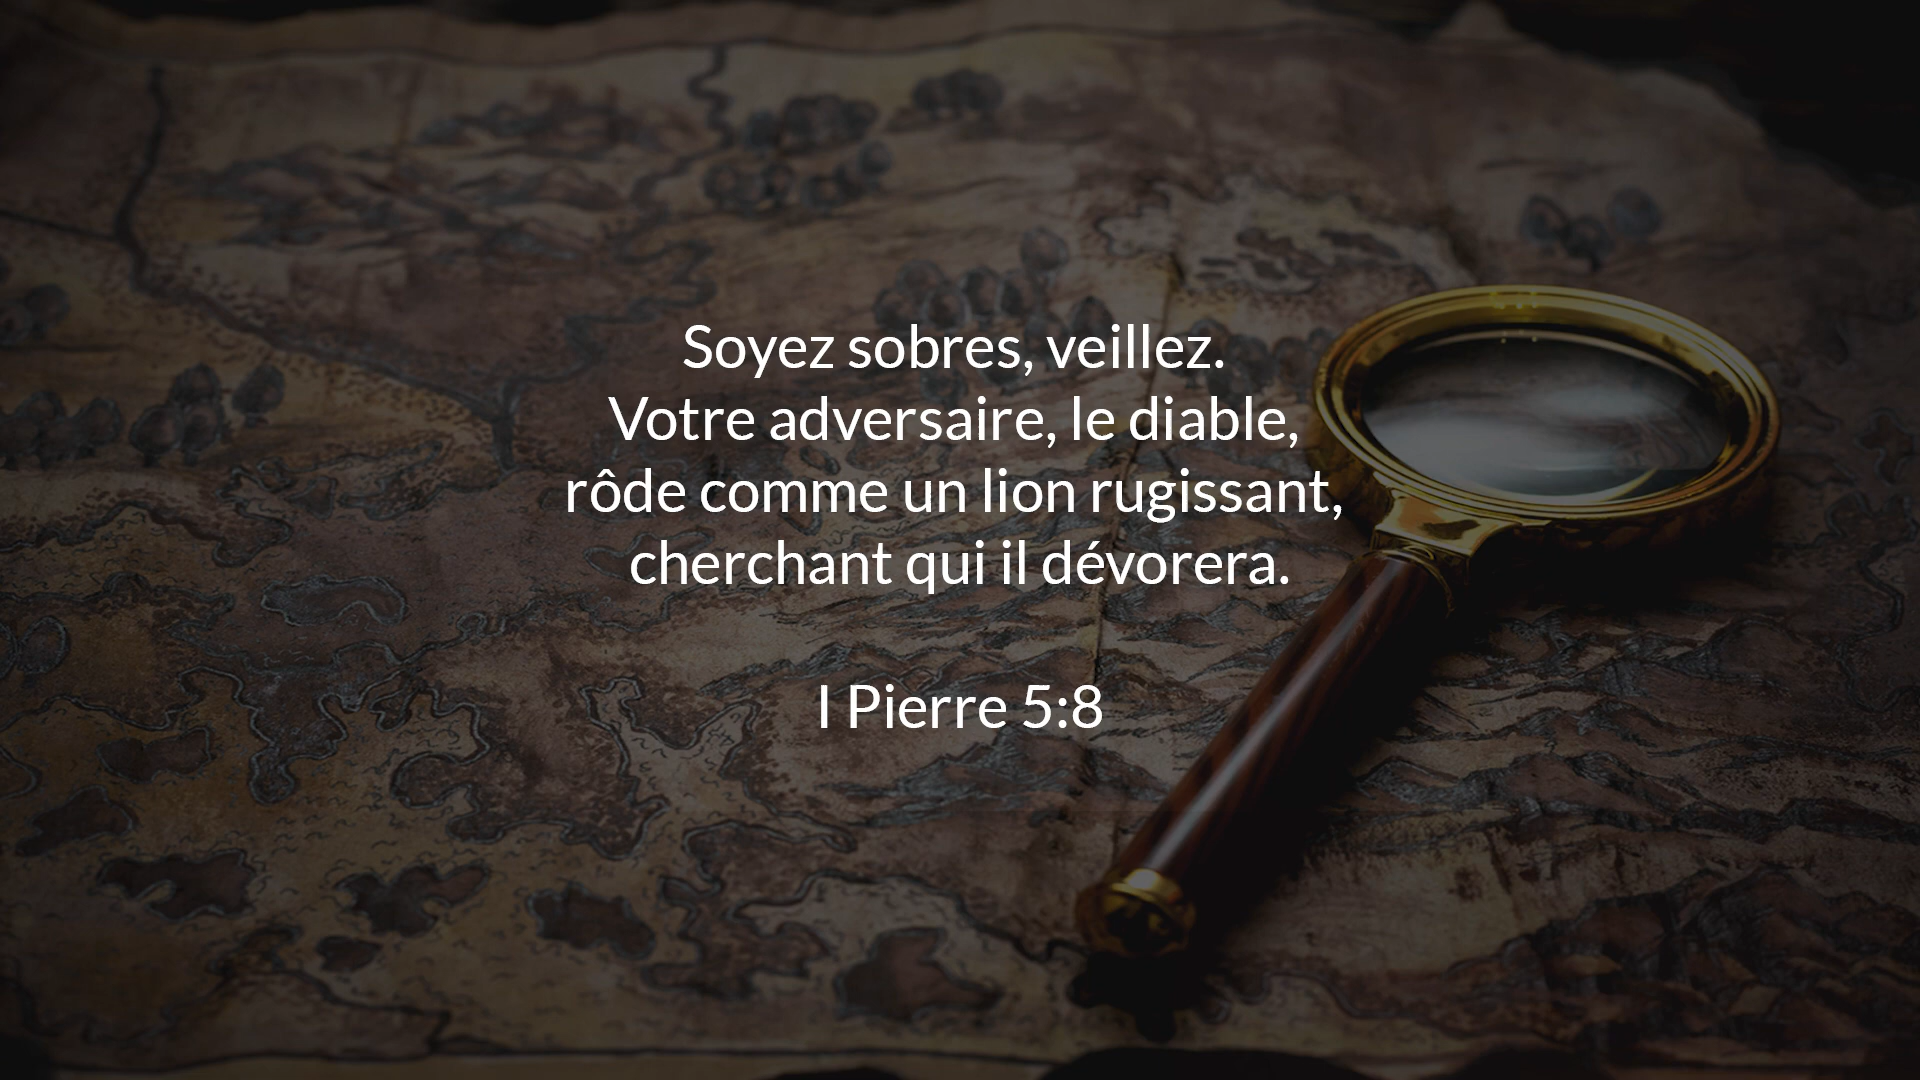 Soyez sobres, veillez.
Votre adversaire, le diable,
rôde comme un lion rugissant,
cherchant qui il dévorera.
I Pierre 5:8